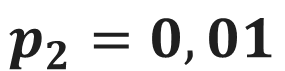 p₂ = 0,01